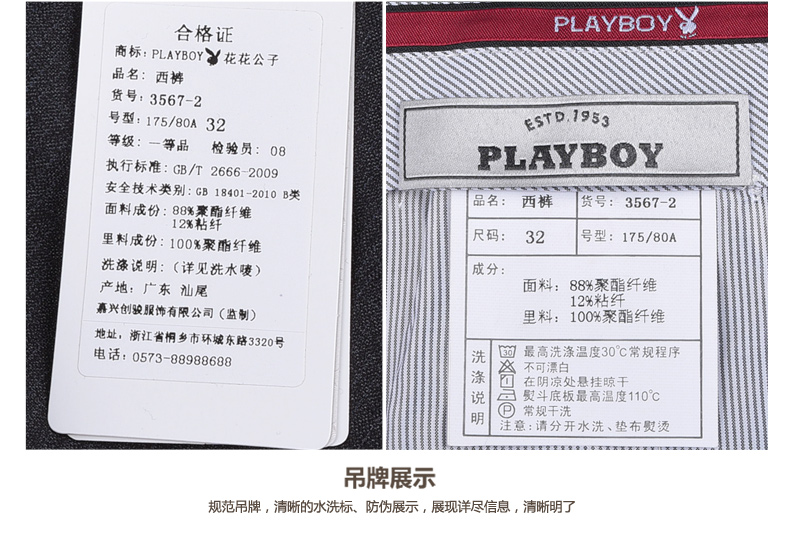 合格证
商标: PLAYBOY 花花公子
品名: 西裤
货号: 3567-2
号型: 175/80A 32
等级: 一等品 检验员: 08
执行标准: GB/T 2666-2009
安全技术类别: GB 18401-2010 B类
面料成份: 88%聚酯纤维
12%粘纤
里料成份: 100%聚酯纤维
洗涤说明: (详见洗水唛)
产地: 广东 汕尾
嘉兴创骏服饰有限公司(监制)
地址: 浙江省桐乡市环城东路3320号
电话: 0573-88988688
PLAYBOY
ESTD.1953
PLAYBOY
品名: 西裤 货号: 3567-2
尺码: 32 号型: 175/80A
成分:
面料: 88%聚酯纤维
12%粘纤
里料: 100%聚酯纤维
洗涤说明
30 最高洗涤温度30℃常规程序
不可漂白
在阴凉处悬挂晾干
熨斗底板最高温度110℃
P 常规干洗
注意: 请分开水洗、垫布熨烫
吊牌展示
规范吊牌，清晰的水洗标、防伪展示，展现详尽信息，清晰明了